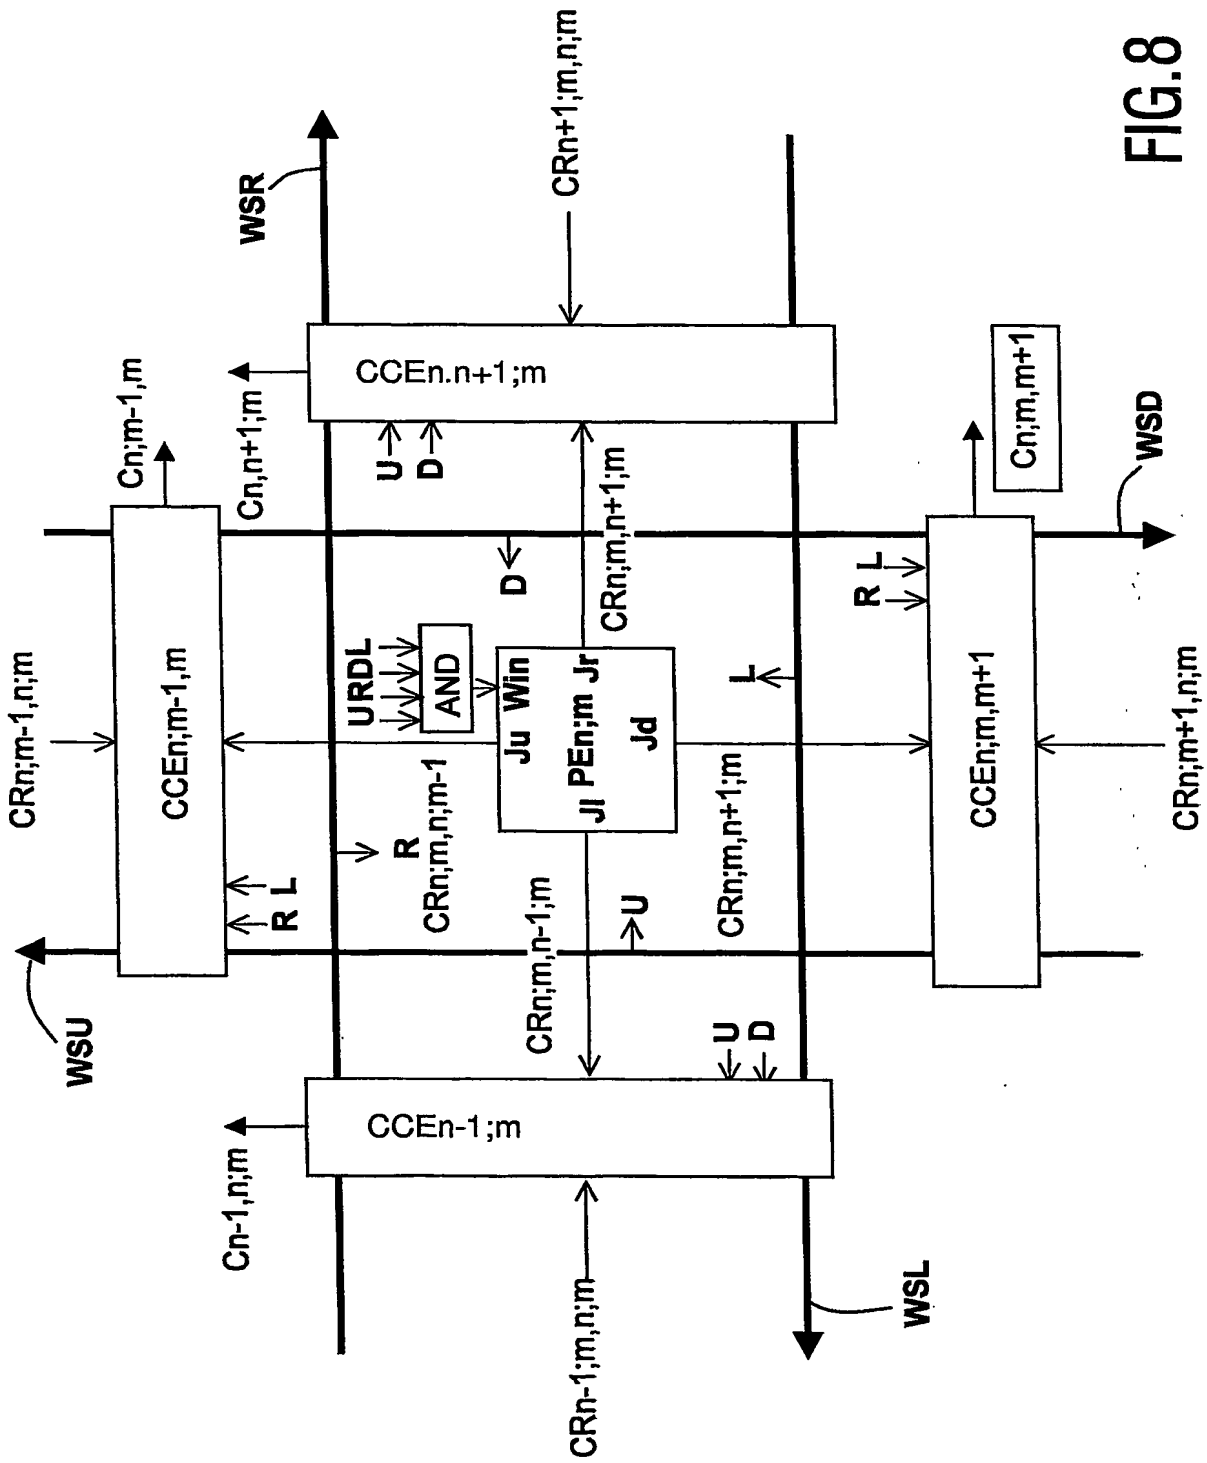 FIG.8
CRn;m-1,n;m
Cn;m-1,m
WSU
CCEn;m-1,m
WSR
R
L
Cn-1,n;m
Cn,n+1;m
R
URDL
U
D
CCEn-1;m
CRn;m,n;m-1
AND
D
CCEn.n+1;m
Ju
Win
CRn-1;m,n;m
CRn;m,n-1;m
Jl
PEn;m
Jr
CRn;m,n+1;m
CRn+1;m,n;m
U
Jd
U
D
CRn;m,n+1;m
L
WSL
R
L
CCEn;m,m+1
Cn;m,m+1
WSD
CRn;m+1,n;m